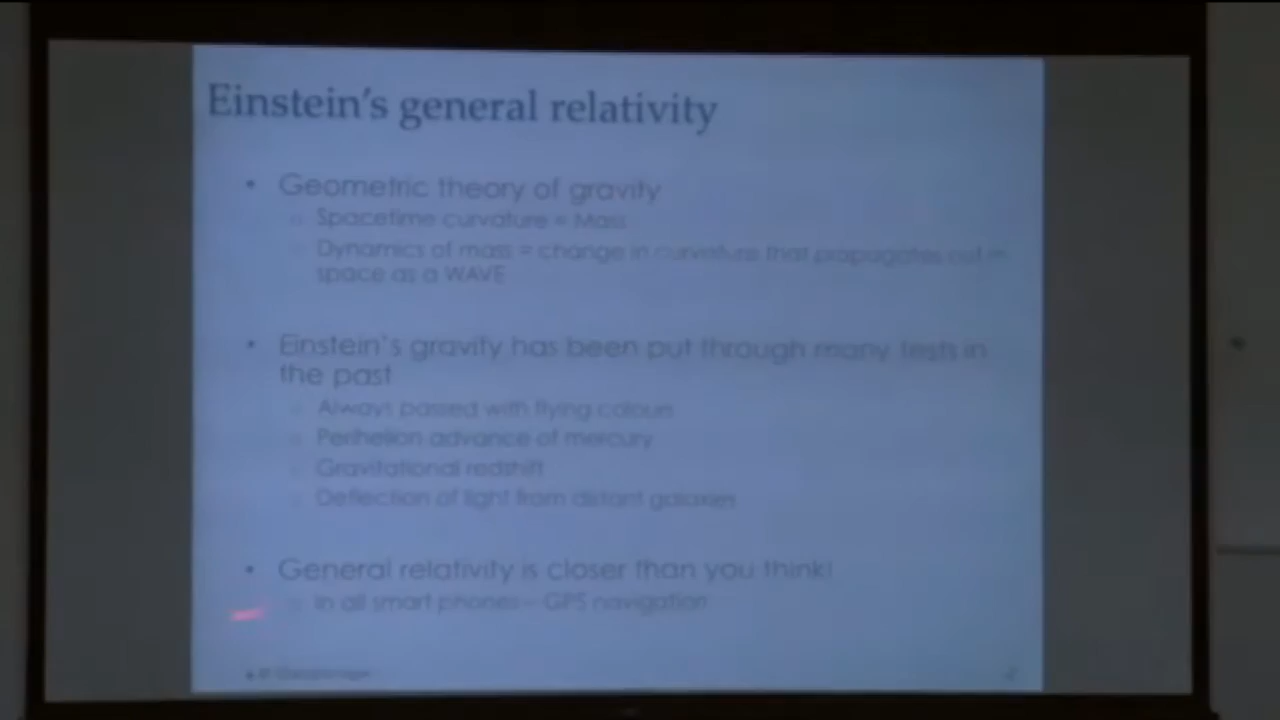 Einstein's general relativity
• Geometric theory of gravity
Spacetime curvature = Mass
Dynamics of mass = change in curvature that propagates out in
space as a WAVE
• Einstein's gravity has been put through many tests in
the past
Always passed with flying colours
Perihelion advance of mercury
Gravitational redshift
Deflection of light from distant galaxies
• General relativity is closer than you think!
In all smart phones – GPS navigation